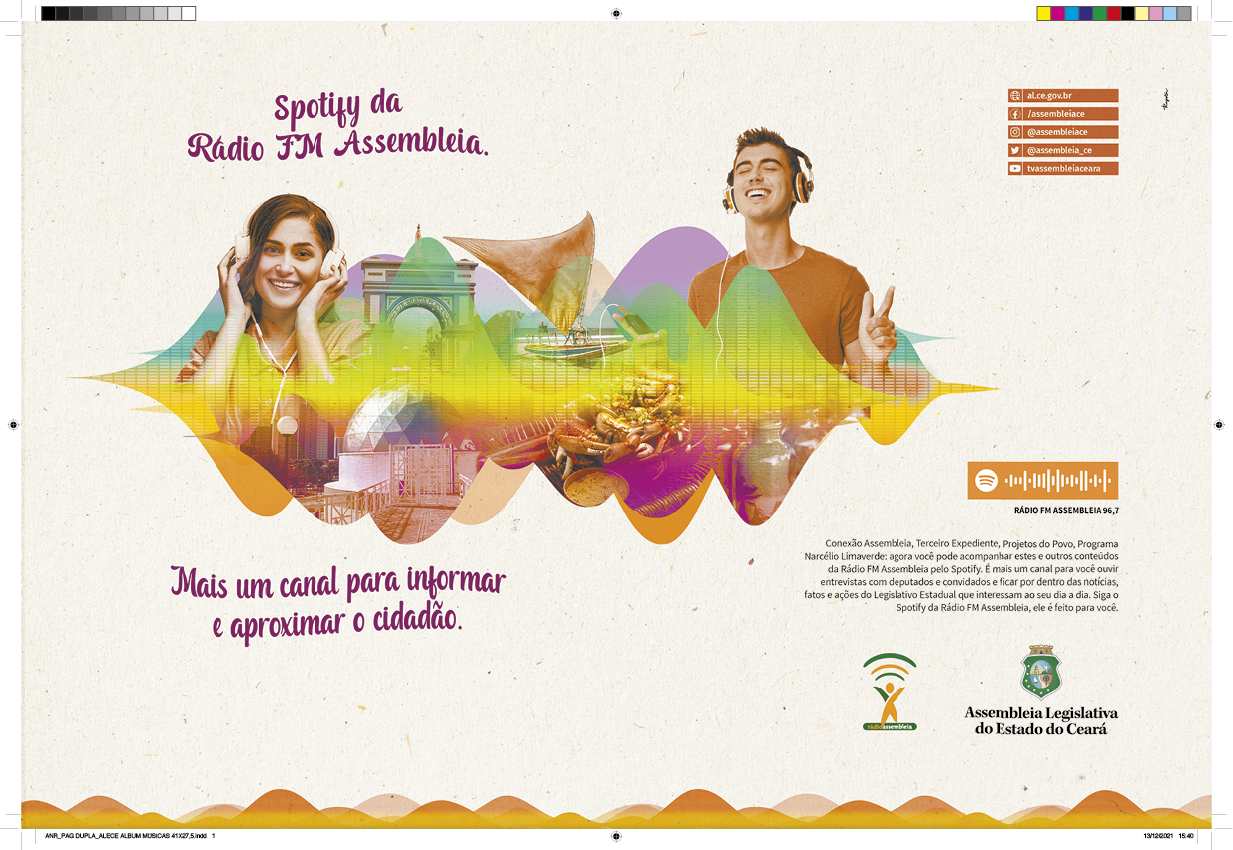 Spotify da
Rádio FM Assembleia.
al.ce.gov.br
/assembleiace
@assembleiace
@assembleia_ce
tvassembleiaceara
RÁDIO FM ASSEMBLEIA 96,7
Conexão Assembleia, Terceiro Expediente, Projetos do Povo, Programa
Narcélio Limaverde: agora você pode acompanhar estes e outros conteúdos
da Rádio FM Assembleia pelo Spotify. É mais um canal para você ouvir
entrevistas com deputados e convidados e ficar por dentro das notícias,
fatos e ações do Legislativo Estadual que interessam ao seu dia a dia. Siga o
Spotify da Rádio FM Assembleia, ele é feito para você.
Mais um canal para informar
e aproximar o cidadão.
rádioassembleia
Assembleia Legislativa
do Estado do Ceará
ANR_PAG DUPLA_ALECE ALBUM MÚSICAS 41X27,5.indd 1
13/12/2021 15:40